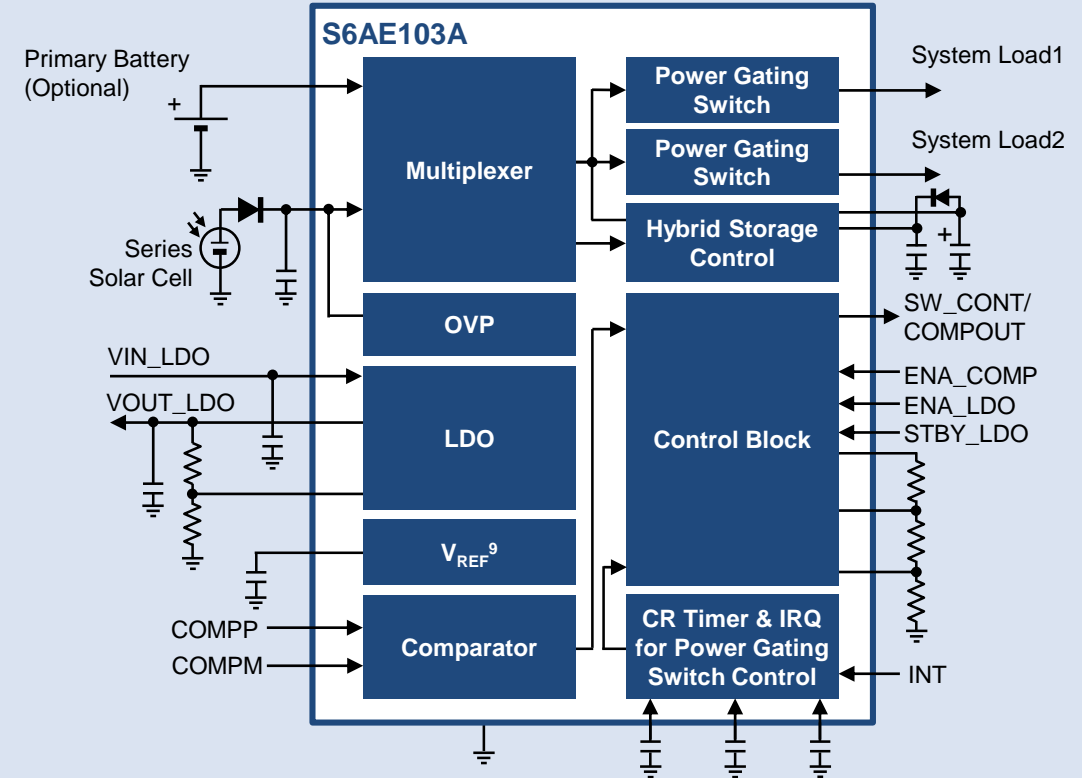 S6AE103A
Primary Battery
(Optional)
+
Series
Solar Cell
VIN_LDO
VOUT_LDO
COMPP
COMPM
Multiplexer
OVP
LDO
VREF9
Comparator
Power Gating
Switch
Power Gating
Switch
Hybrid Storage
Control
Control Block
CR Timer & IRQ
for Power Gating
Switch Control
System Load1
System Load2
+
SW_CONT/
COMPOUT
ENA_COMP
ENA_LDO
STBY_LDO
INT